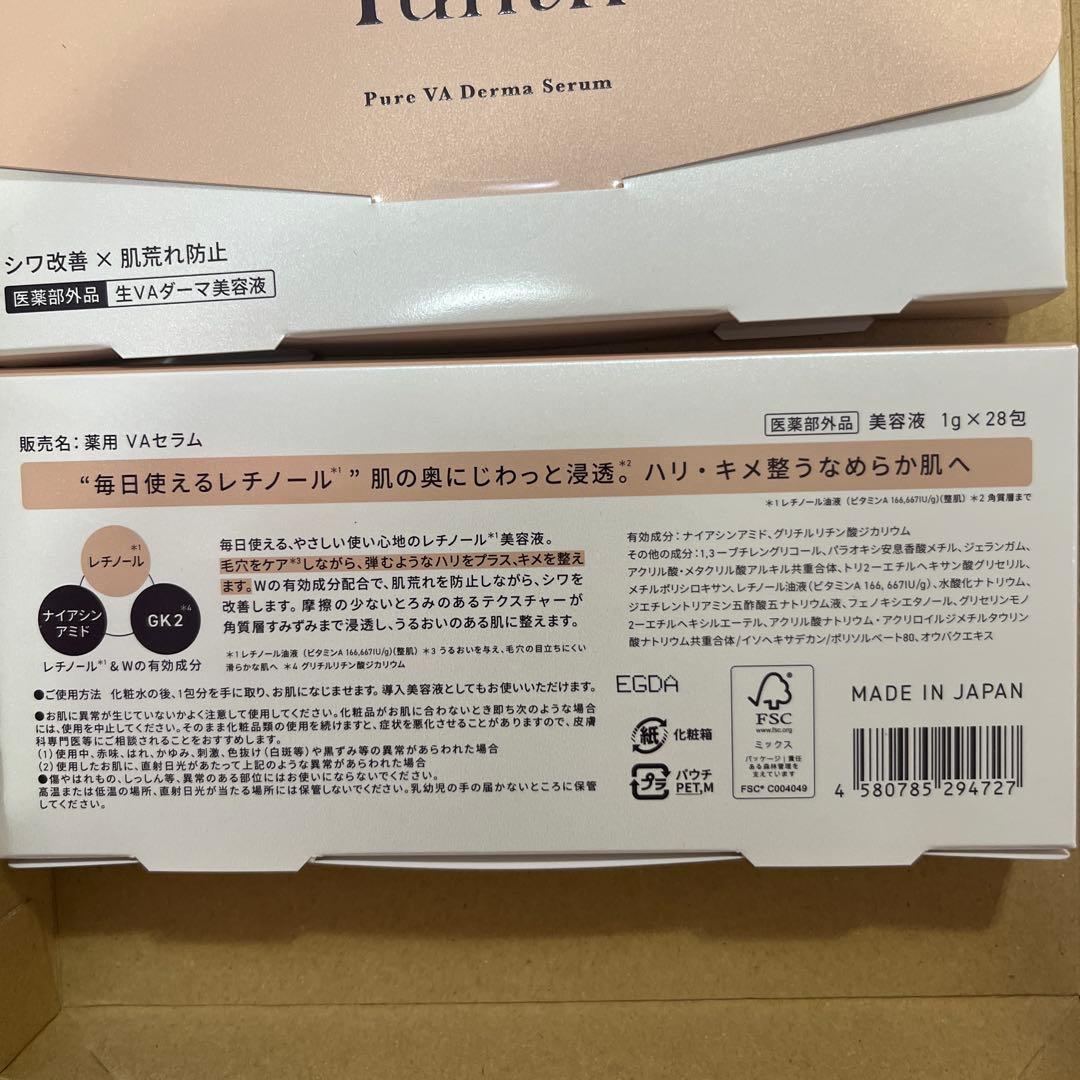 Pure VA Derma Serum
シワ改善 × 肌荒れ防止
医薬部外品 生VAダーマ美容液
販売名：薬用 VAセラム
医薬部外品 美容液 1g×28包
“毎日使えるレチノール*1” 肌の奥にじわっと浸透。*2 ハリ・キメ整うなめらか肌へ
*1 レチノール油液（ビタミンA 166,667IU/g）（整肌） *2 角質層まで
レチノール*1
ナイアシン
アミド
GK2*4
レチノール*1 &Wの有効成分
毎日使える、やさしい使い心地のレチノール*1美容液。
毛穴をケア*3しながら、弾むようなハリをプラス、キメを整え
ます。Wの有効成分配合で、肌荒れを防止しながら、シワを
改善します。摩擦の少ないとろみのあるテクスチャーが
角質層すみずみまで浸透し、うるおいのある肌に整えます。
*1 レチノール油液（ビタミンA 166,667IU/g）（整肌） *3 うるおいを与え、毛穴の目立ちにくい
滑らかな肌へ *4 グリチルリチン酸ジカリウム
有効成分：ナイアシンアミド、グリチルリチン酸ジカリウム
その他の成分：1,3-ブチレングリコール、パラオキシ安息香酸メチル、ジェランガム、
アクリル酸・メタクリル酸アルキル共重合体、トリ2-エチルヘキサン酸グリセリル、
メチルポリシロキサン、レチノール油液（ビタミンA 166, 667IU/g）、水酸化ナトリウム、
ジエチレントリアミン五酢酸五ナトリウム液、フェノキシエタノール、グリセリンモノ
2-エチルヘキシルエーテル、アクリル酸ナトリウム・アクリロイルジメチルタウリン
酸ナトリウム共重合体/イソヘキサデカン/ポリソルベート80、オウバクエキス
●ご使用方法 化粧水の後、1包分を手に取り、お肌になじませます。導入美容液としてもお使いいただけます。
●お肌に異常が生じていないかよく注意して使用してください。化粧品がお肌に合わないとき即ち次のような場合
には、使用を中止してください。そのまま化粧品類の使用を続けますと、症状を悪化させることがありますので、皮膚
科専門医等にご相談されることをおすすめします。
（1）使用中、赤味、はれ、かゆみ、刺激、色抜け（白斑等）や黒ずみ等の異常があらわれた場合
（2）使用したお肌に、直射日光があたって上記のような異常があらわれた場合
●傷やはれもの、しっしん等、異常のある部位にはお使いにならないでください。
高温または低温の場所、直射日光が当たる場所には保管しないでください。乳幼児の手の届かないところに保管
してください。
EGDA
紙 化粧箱
プラ パウチ
PET,M
FSC
www.fsc.org
ミックス
パッケージ｜責任
ある森林管理を
支えています
FSC® C004049
MADE IN JAPAN
4 580785 294727